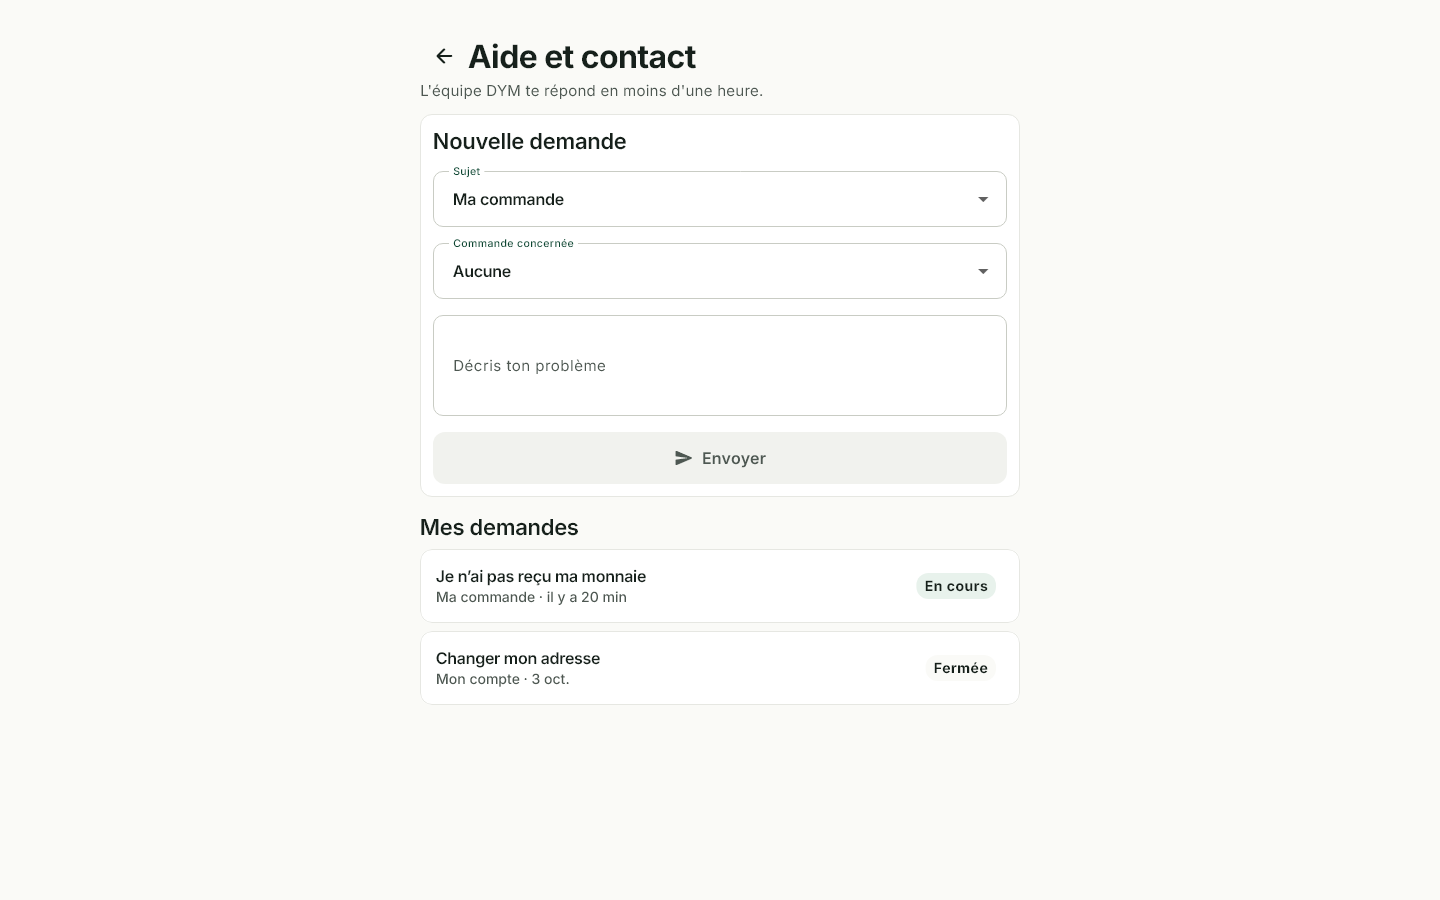 Aide et contact
L'équipe DYM te répond en moins d'une heure.
Nouvelle demande
Sujet
Ma commande
Commande concernée
Aucune
Décris ton problème
Envoyer
Mes demandes
Je n’ai pas reçu ma monnaie
Ma commande · il y a 20 min
En cours
Changer mon adresse
Mon compte · 3 oct.
Fermée